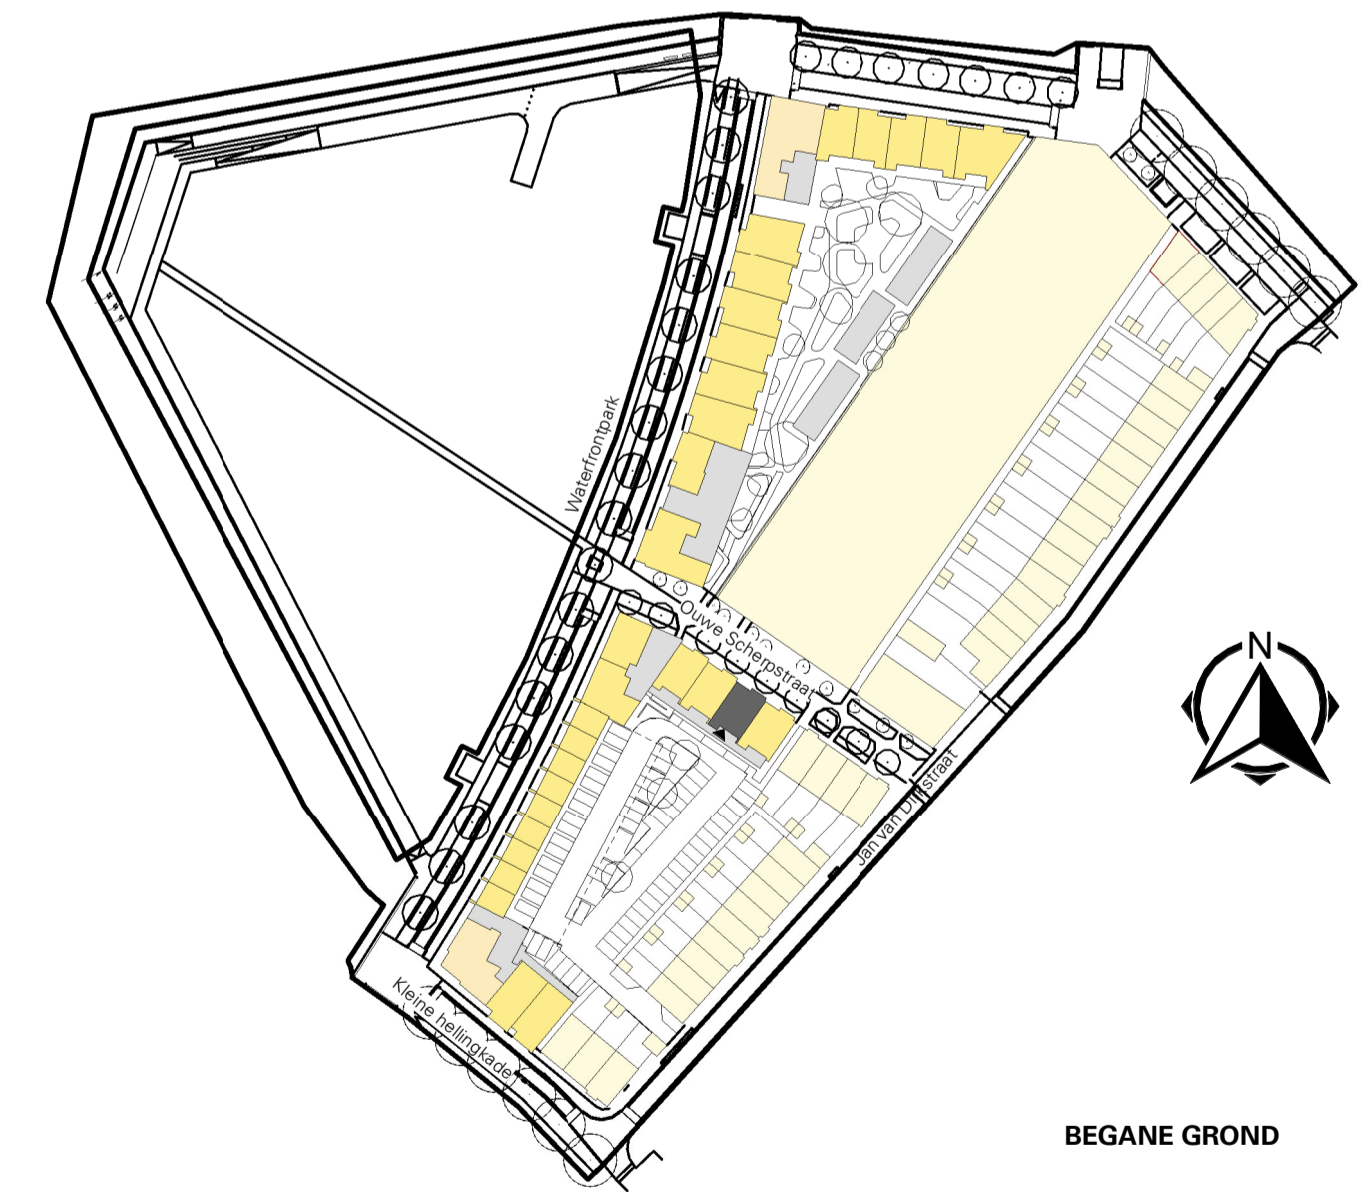 Waterfrontpark
Ouwe Scherpstraat
N
Jan van Dijkstraat
Kleine hellingkade
BEGANE GROND